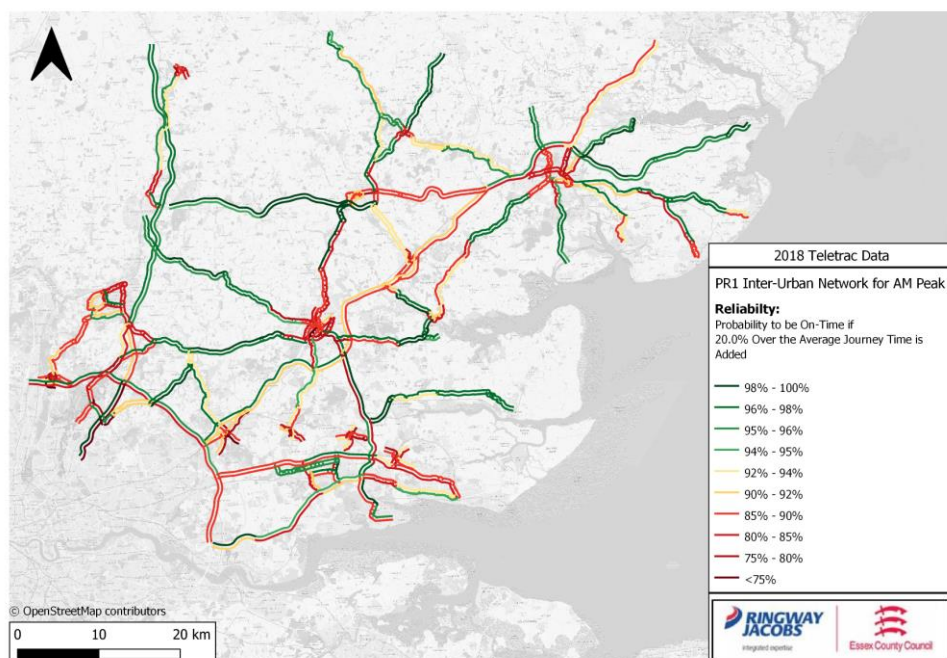 2018 Teletrac Data
PR1 Inter-Urban Network for AM Peak
Reliabilty:
Probability to be On-Time if
20.0% Over the Average Journey Time is
Added
98% - 100%
96% - 98%
95% - 96%
94% - 95%
92% - 94%
90% - 92%
85% - 90%
80% - 85%
75% - 80%
<75%
© OpenStreetMap contributors
0 10 20 km
RINGWAY
JACOBS
integrated expertise
Essex County Council